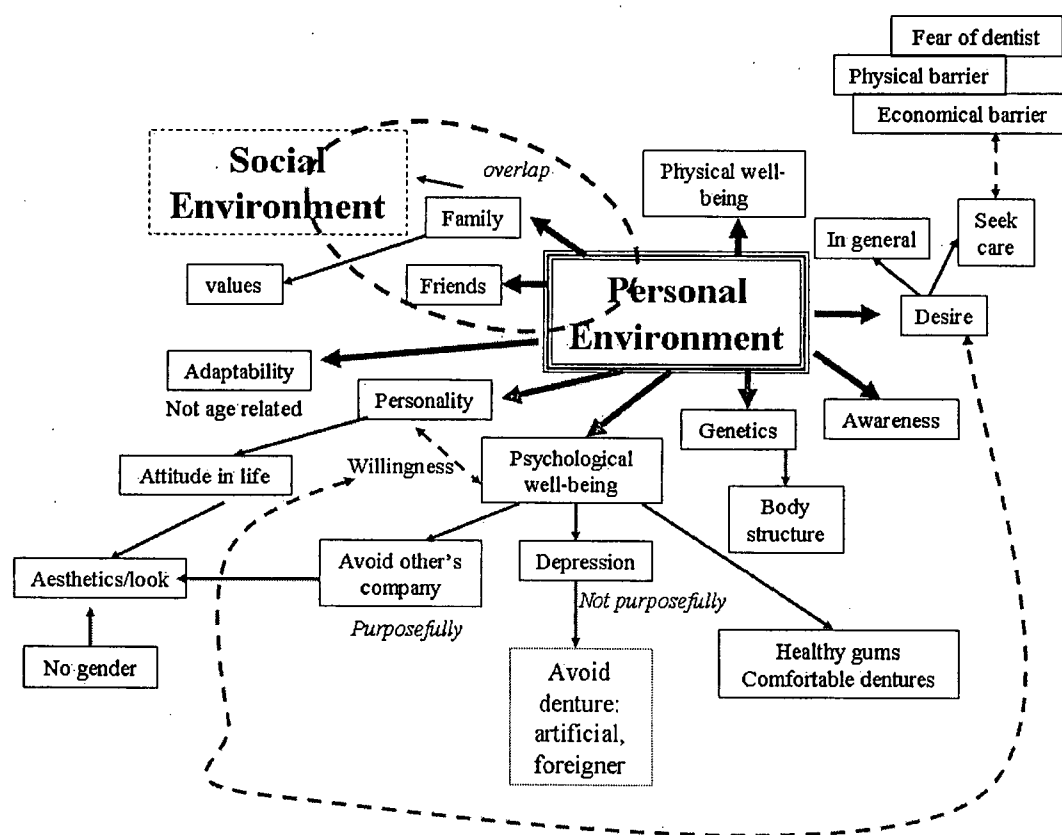 Fear of dentist
Physical barrier
Economical barrier
Social
Environment
overlap
Physical well-
being
Family
In general
Seek
care
values
Friends
Personal
Environment
Desire
Adaptability
Not age related
Personality
Genetics
Awareness
Attitude in life
Willingness
Psychological
well-being
Body
structure
Aesthetics/look
Avoid other's
company
Depression
Purposefully
Not purposefully
No gender
Avoid
denture:
artificial,
foreigner
Healthy gums
Comfortable dentures